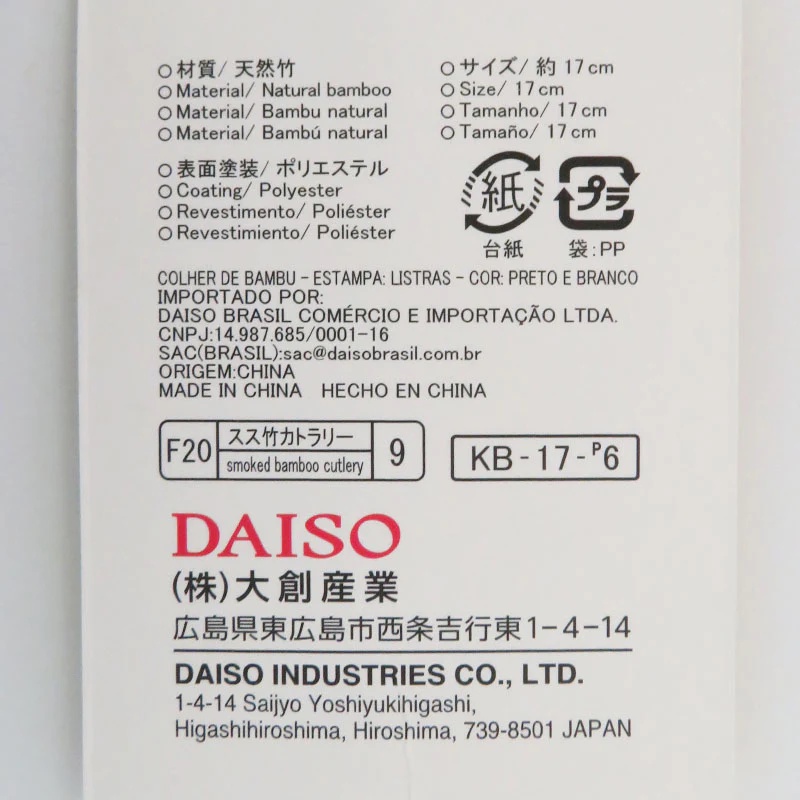 ○材質/ 天然竹
○Material/ Natural bamboo
○Material/ Bambu natural
○Material/ Bambú natural
○サイズ/ 約 17cm
○Size/ 17cm
○Tamanho/ 17cm
○Tamaño/ 17cm
○表面塗装/ ポリエステル
○Coating/ Polyester
○Revestimento/ Poliéster
○Revestimiento/ Poliéster
紙
台紙
プラ
袋:PP
COLHER DE BAMBU - ESTAMPA: LISTRAS - COR: PRETO E BRANCO
IMPORTADO POR:
DAISO BRASIL COMÉRCIO E IMPORTAÇÃO LTDA.
CNPJ:14.987.685/0001-16
SAC(BRASIL):sac@daisobrasil.com.br
ORIGEM:CHINA
MADE IN CHINA HECHO EN CHINA
F20
スス竹カトラリー
smoked bamboo cutlery
9
KB-17-P6
DAISO
(株)大創産業
広島県東広島市西条吉行東1-4-14
DAISO INDUSTRIES CO., LTD.
1-4-14 Saijyo Yoshiyukihigashi,
Higashihiroshima, Hiroshima, 739-8501 JAPAN